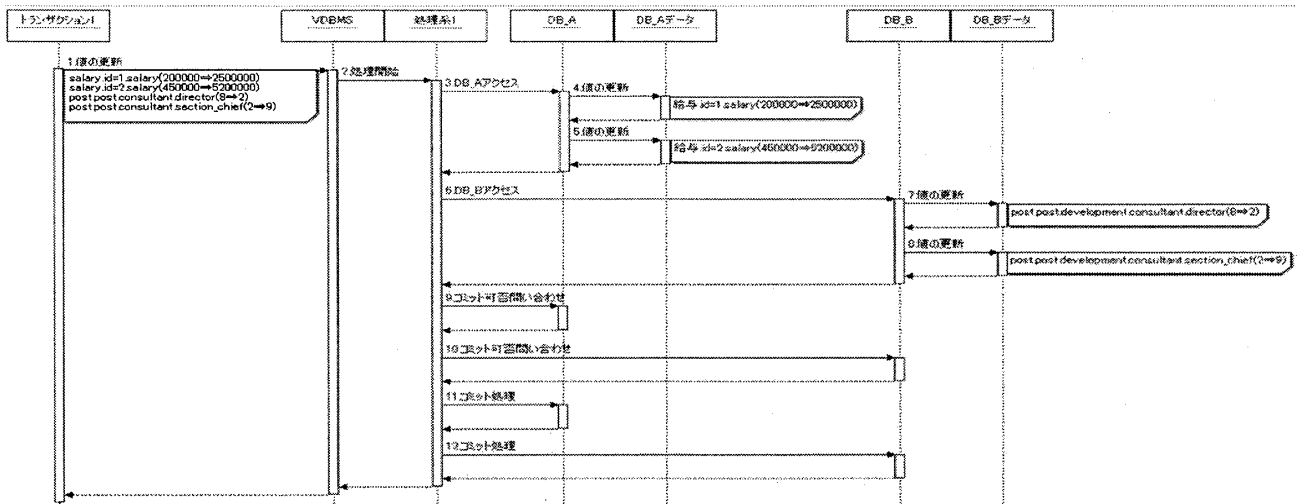 トランザクション1
VDBMS
処理系1
DB_A
DB_Aデータ
DB_B
DB_Bデータ
1.値の更新
salary.id=1.salary(200000⇒2500000)
salary.id=2.salary(450000⇒5200000)
post.post.consultant.director(8⇒2)
post.post.consultant.section_chief(2⇒9)
2.処理開始
3.DB_Aアクセス
4.値の更新
給与.id=1.salary(200000⇒2500000)
5.値の更新
給与.id=2.salary(450000⇒5200000)
6.DB_Bアクセス
7.値の更新
post.post.development.consultant.director(8⇒2)
8.値の更新
post.post.development.consultant.section_chief(2⇒9)
9.コミット可否問い合わせ
10.コミット可否問い合わせ
11.コミット処理
12.コミット処理